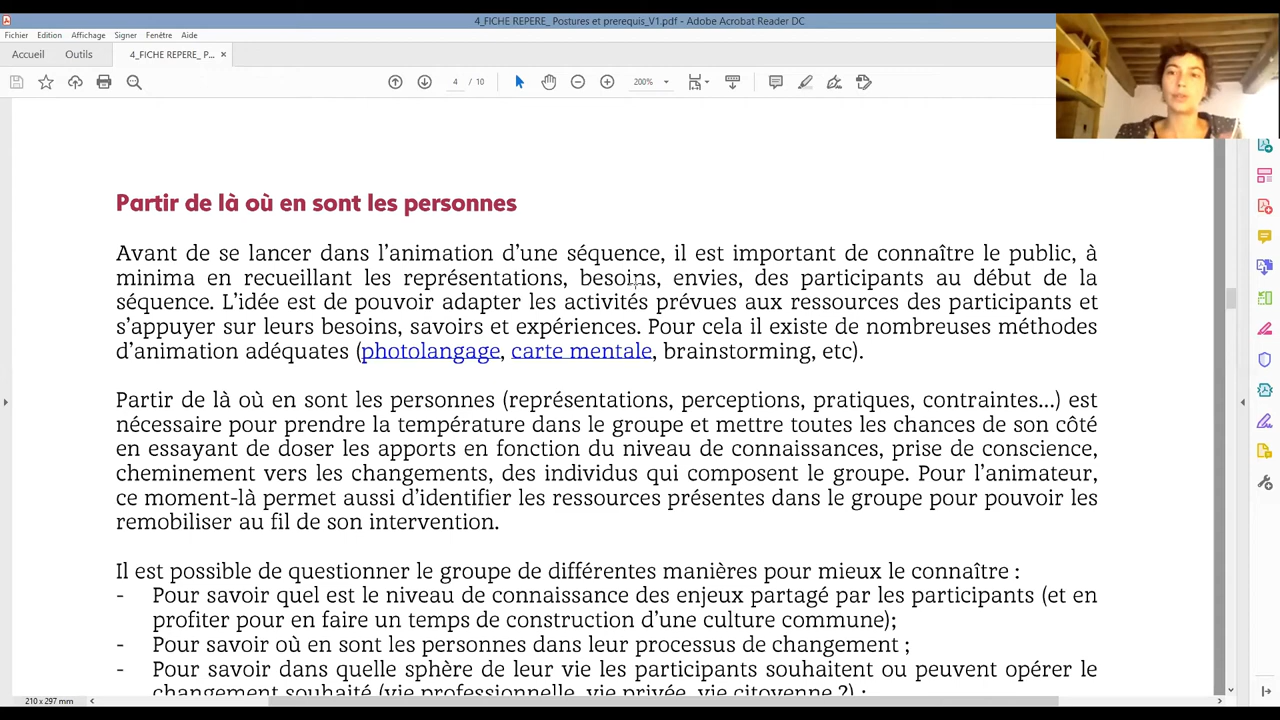 4_FICHE REPERE_ Postures et prerequis_V1.pdf - Adobe Acrobat Reader DC
Fichier Edition Affichage Signer Fenêtre Aide
Accueil Outils 4_FICHE REPERE_ P... ×
4 / 10 200%
Partir de là où en sont les personnes
Avant de se lancer dans l'animation d'une séquence, il est important de connaître le public, à
minima en recueillant les représentations, besoins, envies, des participants au début de la
séquence. L'idée est de pouvoir adapter les activités prévues aux ressources des participants et
s'appuyer sur leurs besoins, savoirs et expériences. Pour cela il existe de nombreuses méthodes
d'animation adéquates (photolangage, carte mentale, brainstorming, etc).
Partir de là où en sont les personnes (représentations, perceptions, pratiques, contraintes...) est
nécessaire pour prendre la température dans le groupe et mettre toutes les chances de son côté
en essayant de doser les apports en fonction du niveau de connaissances, prise de conscience,
cheminement vers les changements, des individus qui composent le groupe. Pour l'animateur,
ce moment-là permet aussi d'identifier les ressources présentes dans le groupe pour pouvoir les
remobiliser au fil de son intervention.
Il est possible de questionner le groupe de différentes manières pour mieux le connaître :
- Pour savoir quel est le niveau de connaissance des enjeux partagé par les participants (et en
profiter pour en faire un temps de construction d'une culture commune);
- Pour savoir où en sont les personnes dans leur processus de changement ;
- Pour savoir dans quelle sphère de leur vie les participants souhaitent ou peuvent opérer le
changement souhaité (vie professionnelle, vie privée, vie citoyenne ?) ;
210 x 297 mm